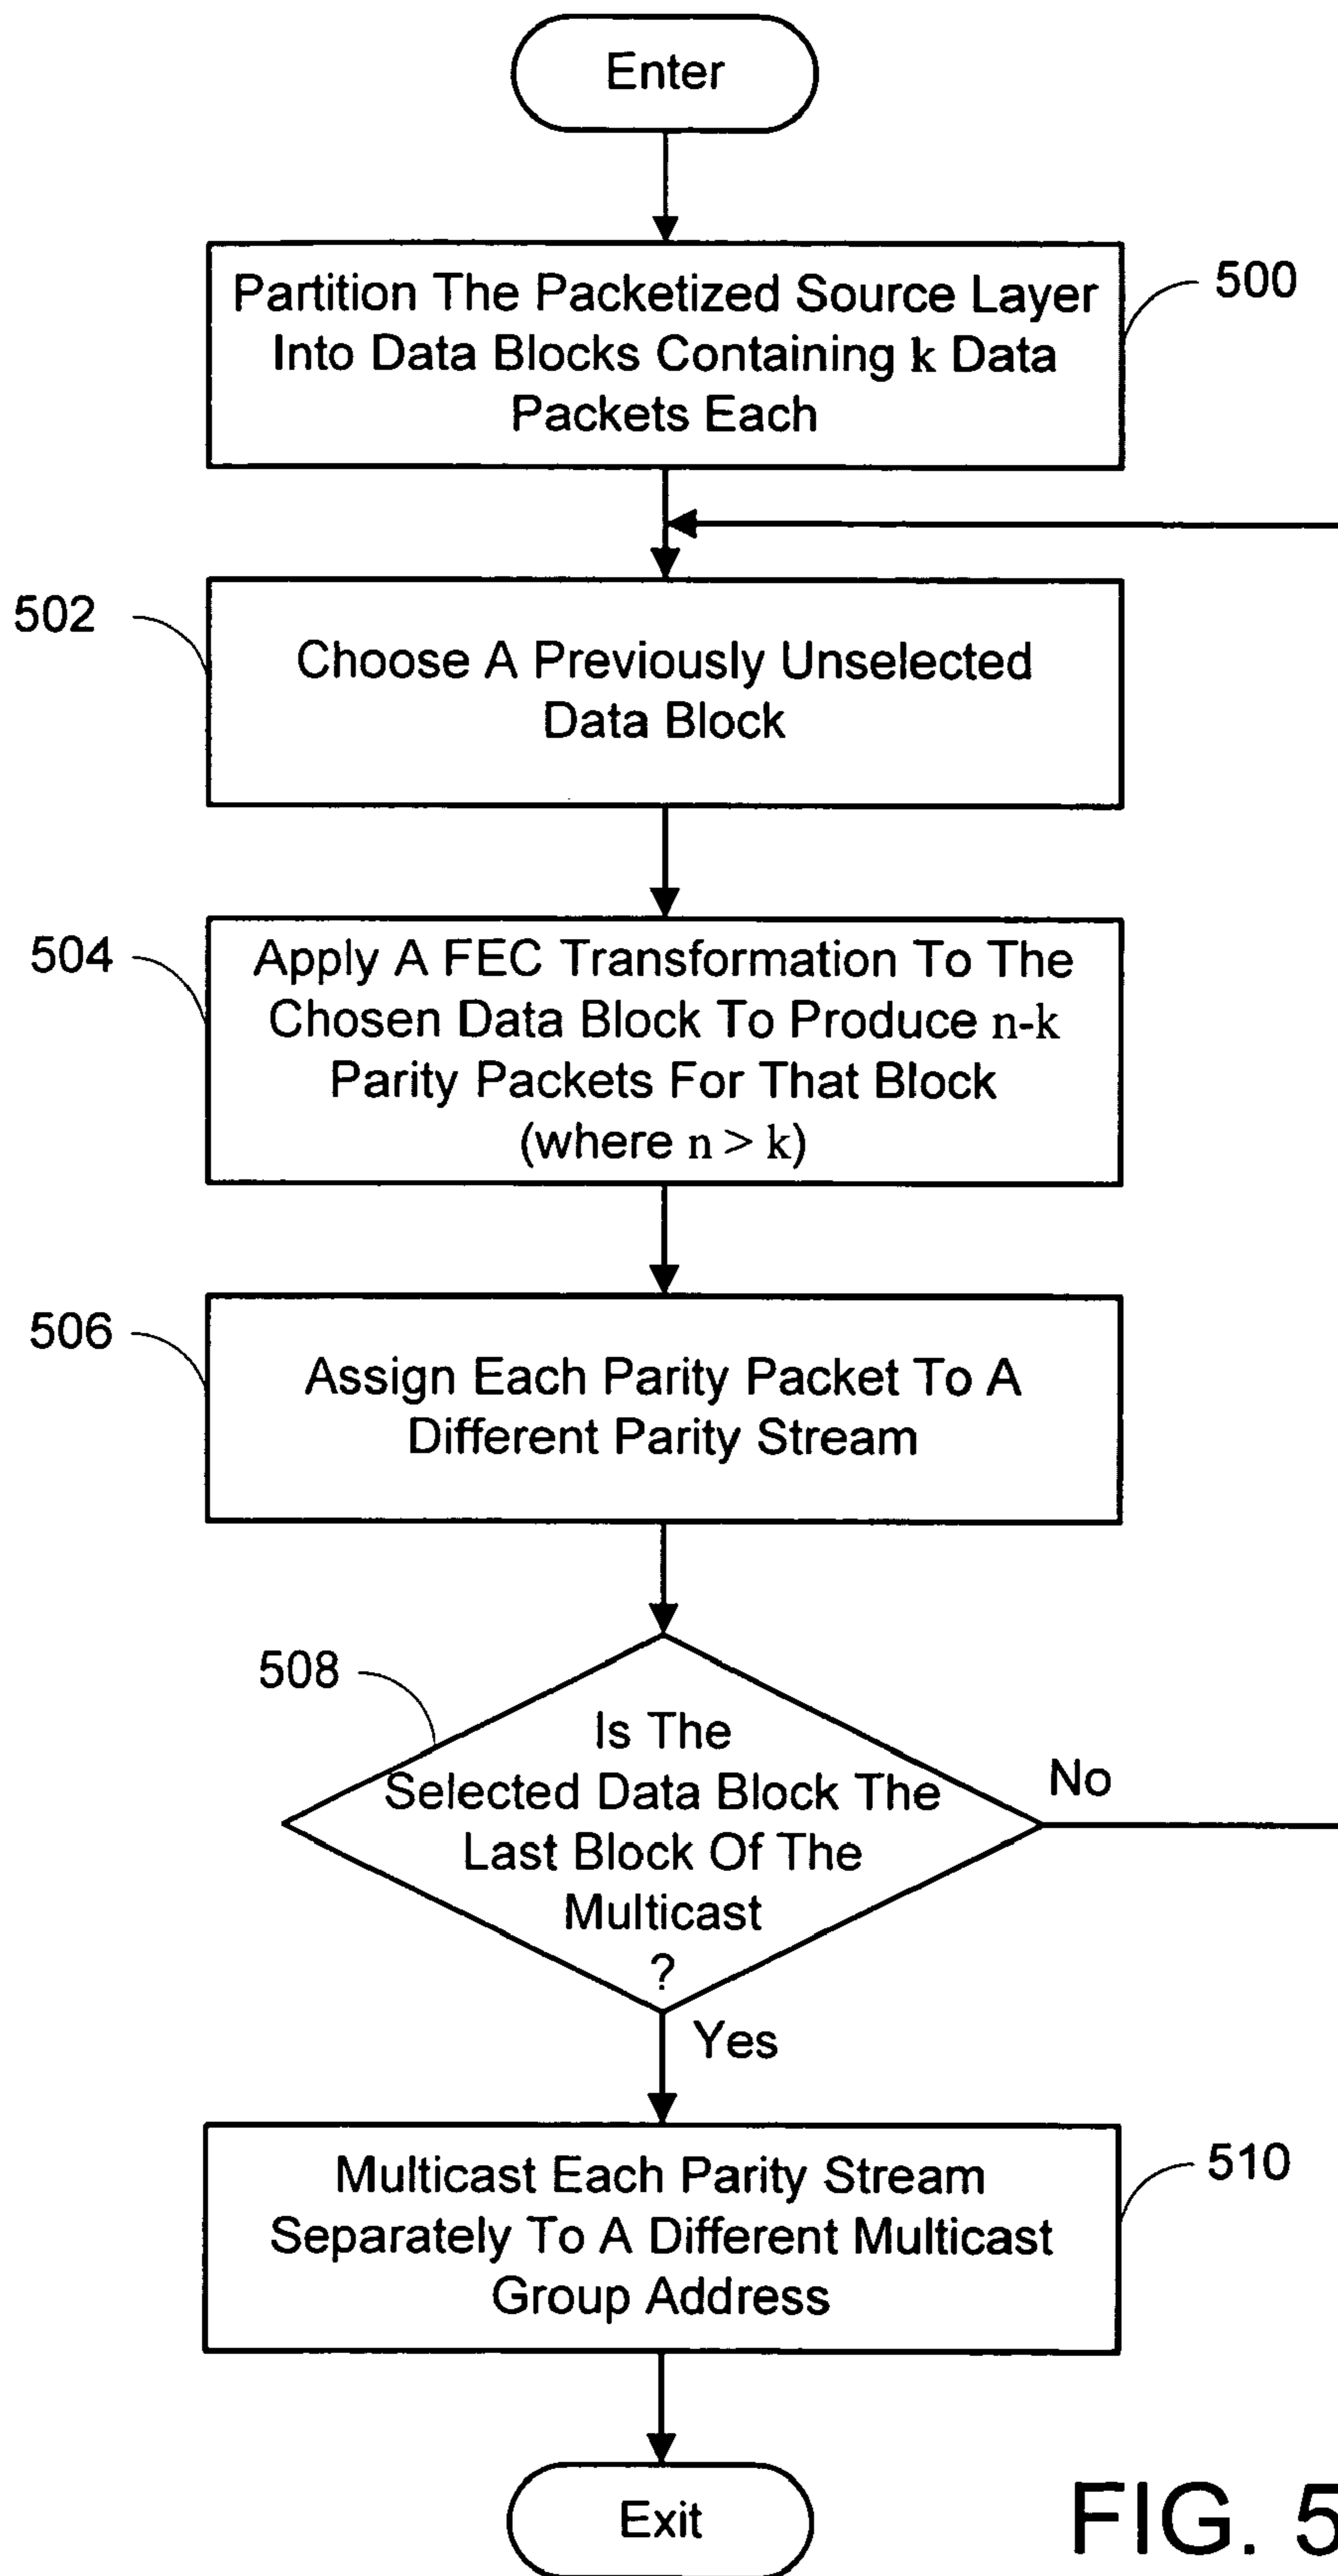 Enter
Partition The Packetized Source Layer
Into Data Blocks Containing k Data
Packets Each
500
502
Choose A Previously Unselected
Data Block
504
Apply A FEC Transformation To The
Chosen Data Block To Produce n-k
Parity Packets For That Block
(where n > k)
506
Assign Each Parity Packet To A
Different Parity Stream
508
Is The
Selected Data Block The
Last Block Of The
Multicast
?
No
Yes
Multicast Each Parity Stream
Separately To A Different Multicast
Group Address
510
Exit
FIG. 5